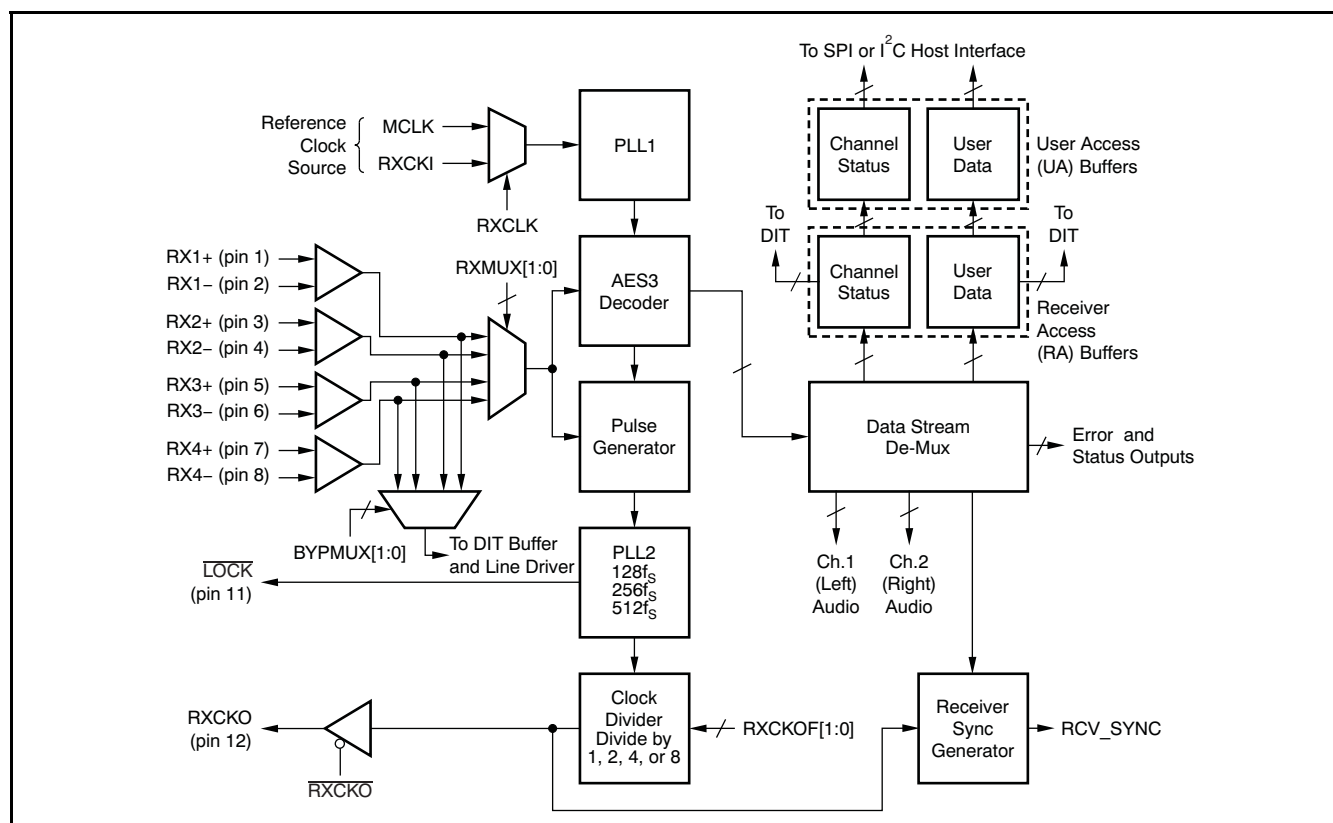 To SPI or I2C Host Interface
Reference
Clock
Source
MCLK
RXCKI
RXCLK
PLL1
Channel
Status
User
Data
User Access
(UA) Buffers
To
DIT
To
DIT
Channel
Status
User
Data
Receiver
Access
(RA) Buffers
RX1+ (pin 1)
RX1− (pin 2)
RX2+ (pin 3)
RX2− (pin 4)
RX3+ (pin 5)
RX3− (pin 6)
RX4+ (pin 7)
RX4− (pin 8)
RXMUX[1:0]
AES3
Decoder
Pulse
Generator
Data Stream
De-Mux
Error and
Status Outputs
BYPMUX[1:0]
To DIT Buffer
and Line Driver
LOCK
(pin 11)
PLL2
128fS
256fS
512fS
Ch.1
(Left)
Audio
Ch.2
(Right)
Audio
RXCKO
(pin 12)
RXCKO
Clock
Divider
Divide by
1, 2, 4, or 8
RXCKOF[1:0]
Receiver
Sync
Generator
RCV_SYNC